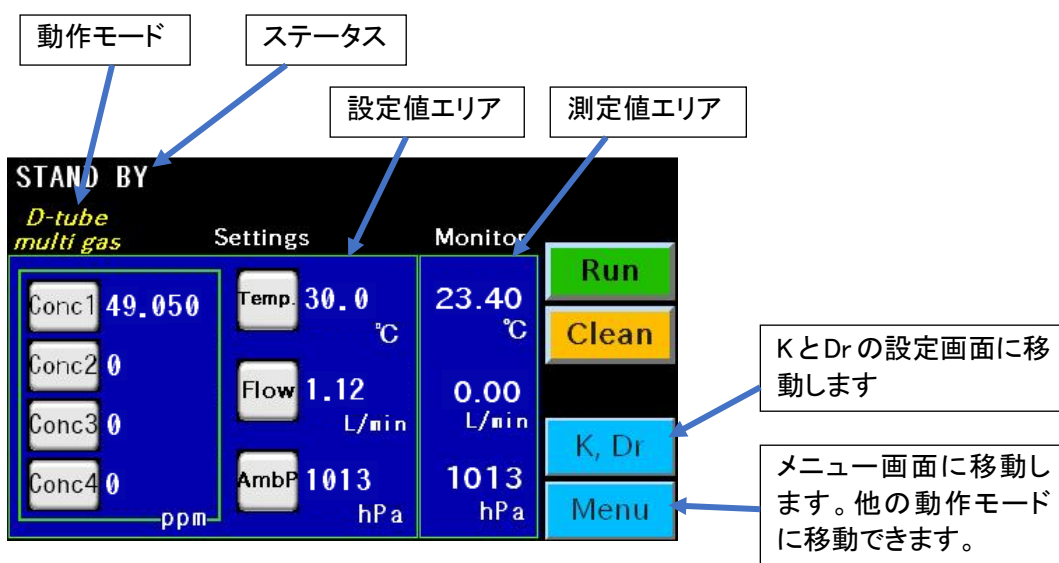 動作モード
ステータス
設定値エリア
測定値エリア
STAND BY
D-tube
multi gas
Settings
Monitor
Conc1 49.050
Conc2 0
Conc3 0
Conc4 0
ppm
Temp. 30.0
℃
Flow 1.12
L/min
AmbP 1013
hPa
23.40
℃
0.00
L/min
1013
hPa
Run
Clean
K, Dr
Menu
KとDrの設定画面に移
動します
メニュー画面に移動し
ます。他の動作モード
に移動できます。